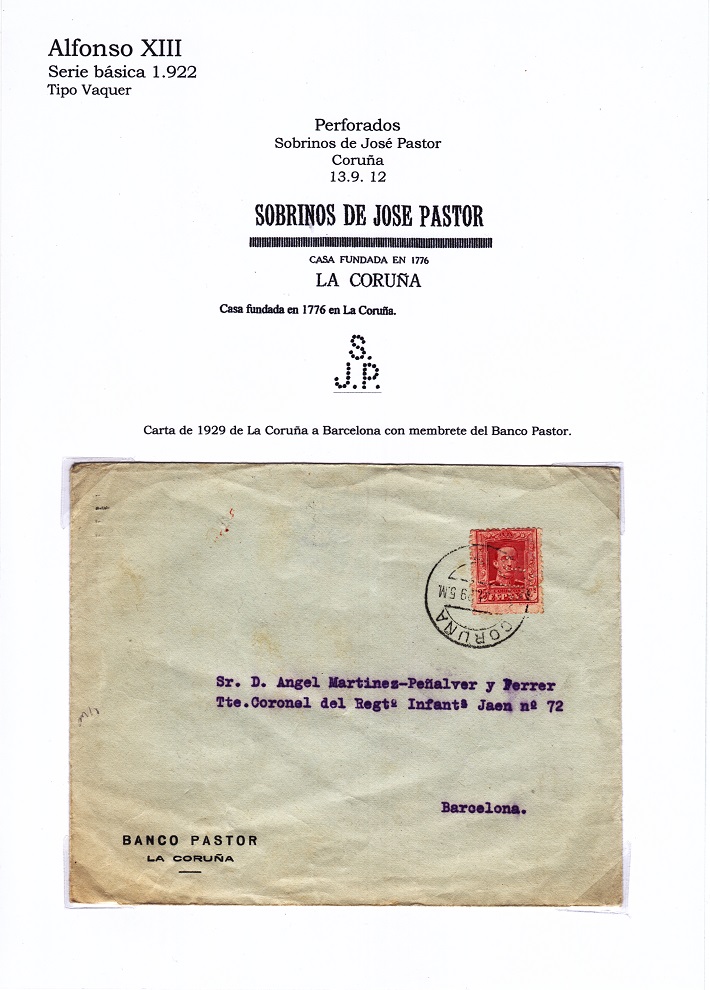 Alfonso XIII
Serie básica 1.922
Tipo Vaquer
Perforados
Sobrinos de José Pastor
Coruña
13.9. 12
SOBRINOS DE JOSE PASTOR
CASA FUNDADA EN 1776
LA CORUÑA
Casa fundada en 1776 en La Coruña.
S.
J.P.
Carta de 1929 de La Coruña a Barcelona con membrete del Banco Pastor.
29 5 M.
CORUÑA
Sr. D. Angel Martinez-Peñalver y Ferrer
Tte.Coronel del Regtº Infantª Jaen nº 72
Barcelona.
BANCO PASTOR
LA CORUÑA